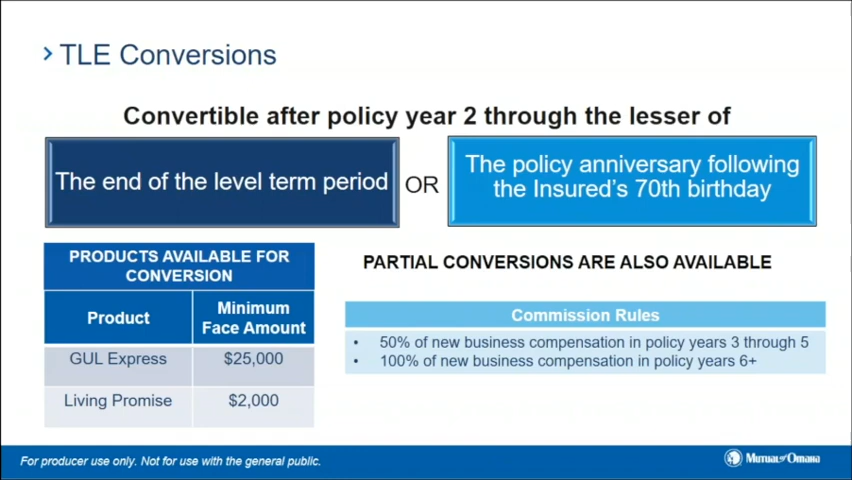 TLE Conversions
Convertible after policy year 2 through the lesser of
The end of the level term period
OR
The policy anniversary following
the Insured's 70th birthday
PRODUCTS AVAILABLE FOR
CONVERSION
Product
Minimum
Face Amount
GUL Express
$25,000
Living Promise
$2,000
PARTIAL CONVERSIONS ARE ALSO AVAILABLE
Commission Rules
• 50% of new business compensation in policy years 3 through 5
• 100% of new business compensation in policy years 6+
For producer use only. Not for use with the general public.
Mutual of Omaha